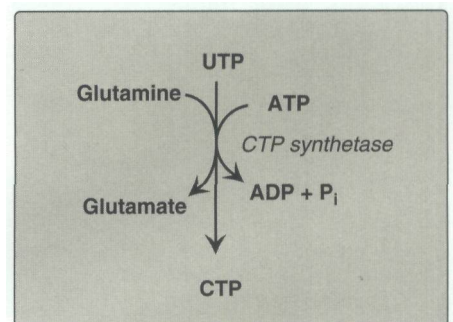 UTP
Glutamine
ATP
CTP synthetase
ADP + Pi
Glutamate
CTP